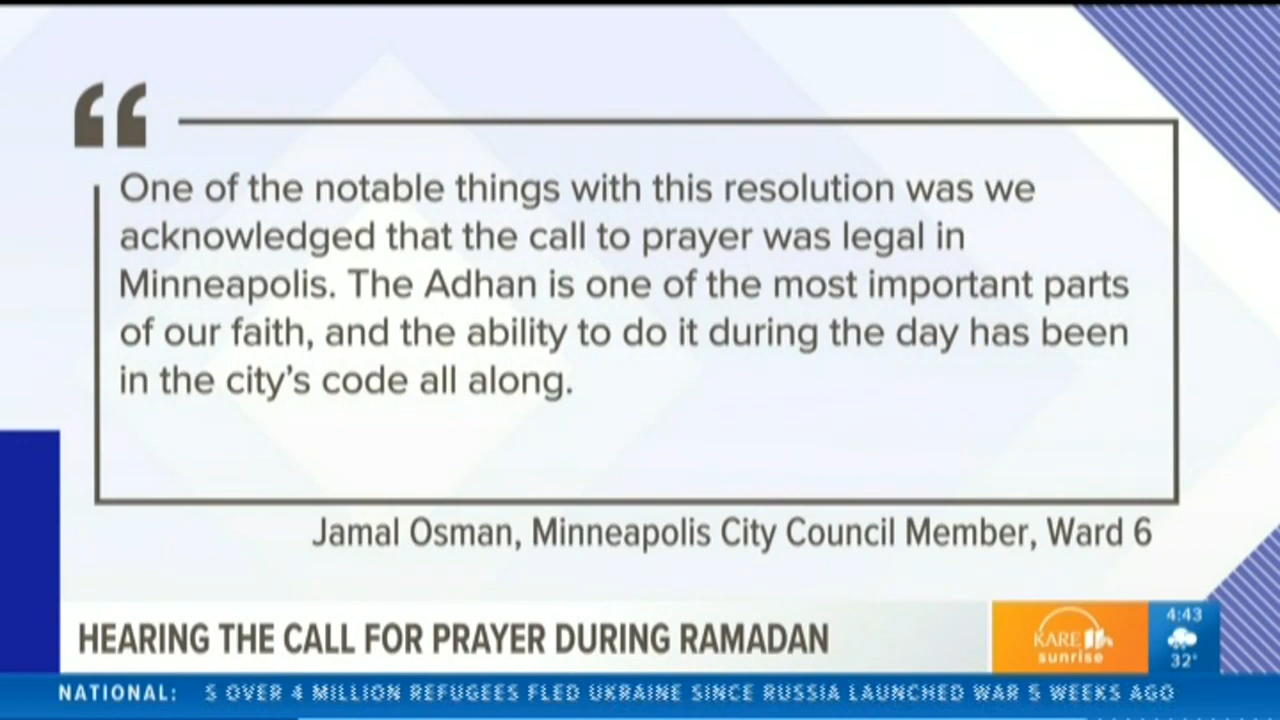 “
One of the notable things with this resolution was we
acknowledged that the call to prayer was legal in
Minneapolis. The Adhan is one of the most important parts
of our faith, and the ability to do it during the day has been
in the city’s code all along.
Jamal Osman, Minneapolis City Council Member, Ward 6
HEARING THE CALL FOR PRAYER DURING RAMADAN
KARE 11
sunrise
4:43
32°
NATIONAL: S OVER 4 MILLION REFUGEES FLED UKRAINE SINCE RUSSIA LAUNCHED WAR 5 WEEKS AGO